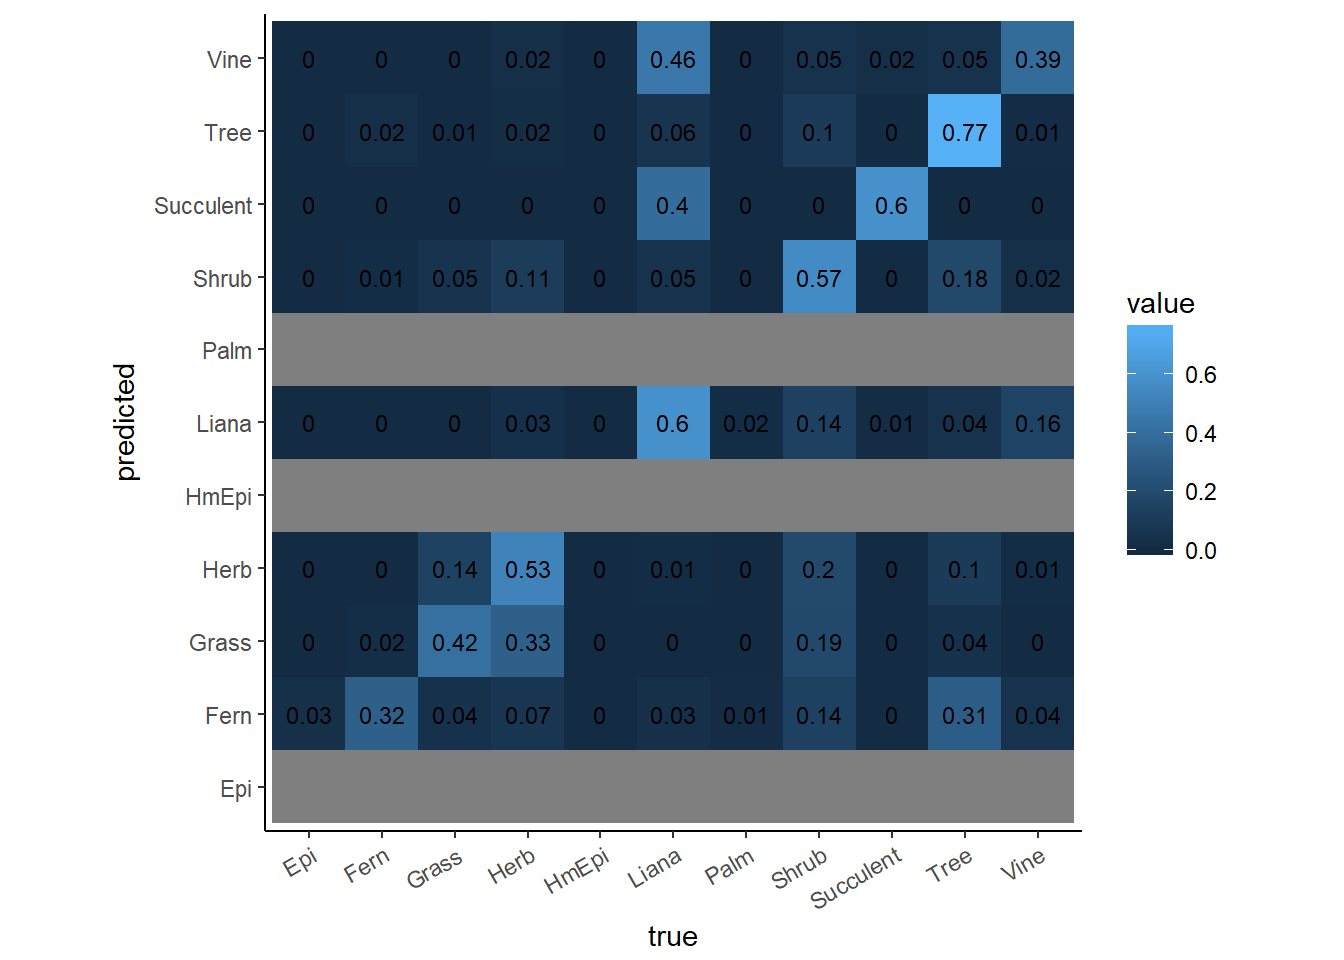 Vine 0 0 0 0.02 0 0.46 0 0.05 0.02 0.05 0.39
Tree 0 0.02 0.01 0.02 0 0.06 0 0.1 0 0.77 0.01
Succulent 0 0 0 0 0 0.4 0 0 0.6 0 0
Shrub 0 0.01 0.05 0.11 0 0.05 0 0.57 0 0.18 0.02
Palm
Liana 0 0 0 0.03 0 0.6 0.02 0.14 0.01 0.04 0.16
HmEpi
Herb 0 0 0.14 0.53 0 0.01 0 0.2 0 0.1 0.01
Grass 0 0.02 0.42 0.33 0 0 0 0.19 0 0.04 0
Fern 0.03 0.32 0.04 0.07 0 0.03 0.01 0.14 0 0.31 0.04
Epi
predicted
Epi Fern Grass Herb HmEpi Liana Palm Shrub Succulent Tree Vine
true
value
0.6
0.4
0.2
0.0